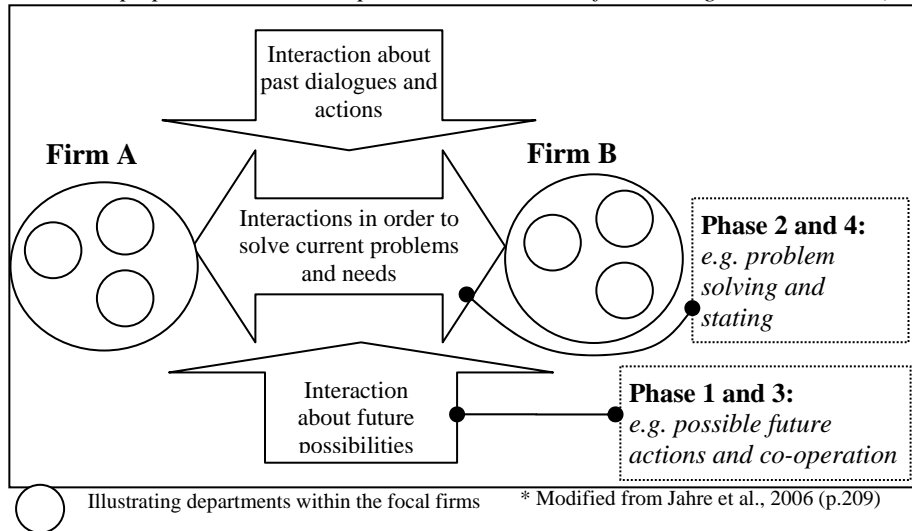 Interaction about
past dialogues and
actions
Firm A
Firm B
Interactions in order to
solve current problems
and needs
Phase 2 and 4:
e.g. problem
solving and
stating
Interaction
about future
possibilities
Phase 1 and 3:
e.g. possible future
actions and co-operation
Illustrating departments within the focal firms * Modified from Jahre et al., 2006 (p.209)